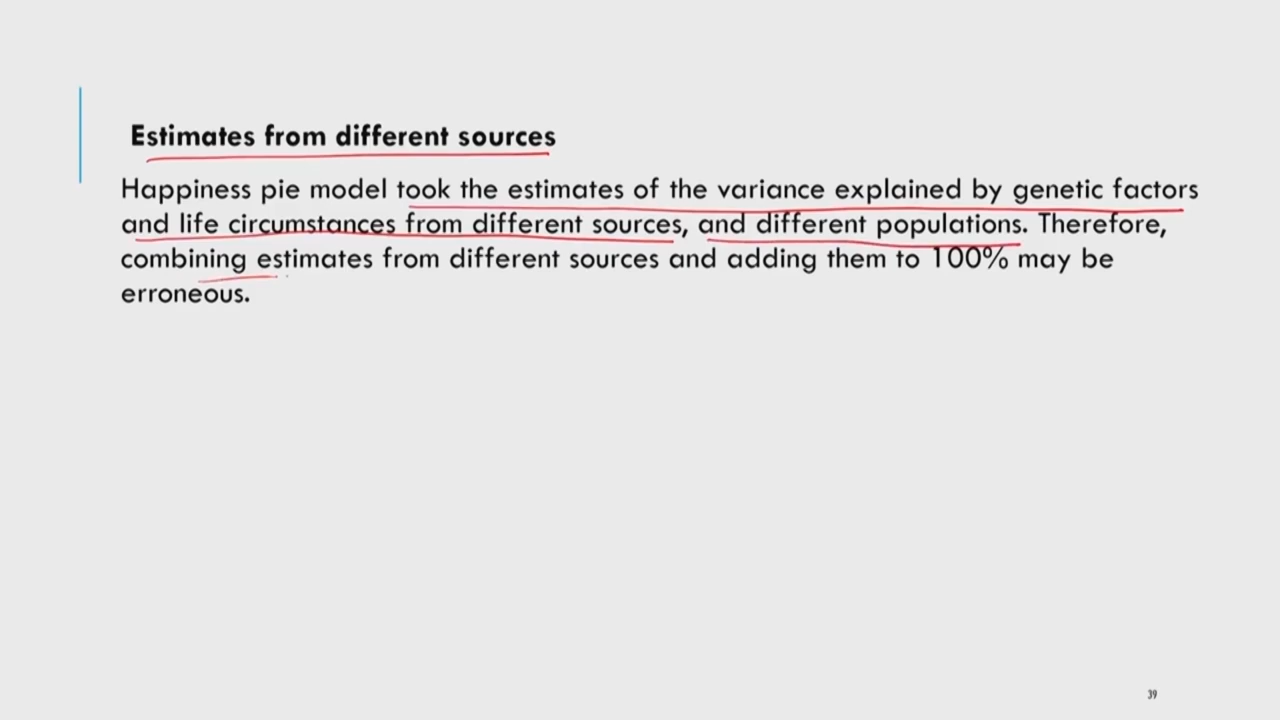 Estimates from different sources
Happiness pie model took the estimates of the variance explained by genetic factors
and life circumstances from different sources, and different populations. Therefore,
combining estimates from different sources and adding them to 100% may be
erroneous.
39